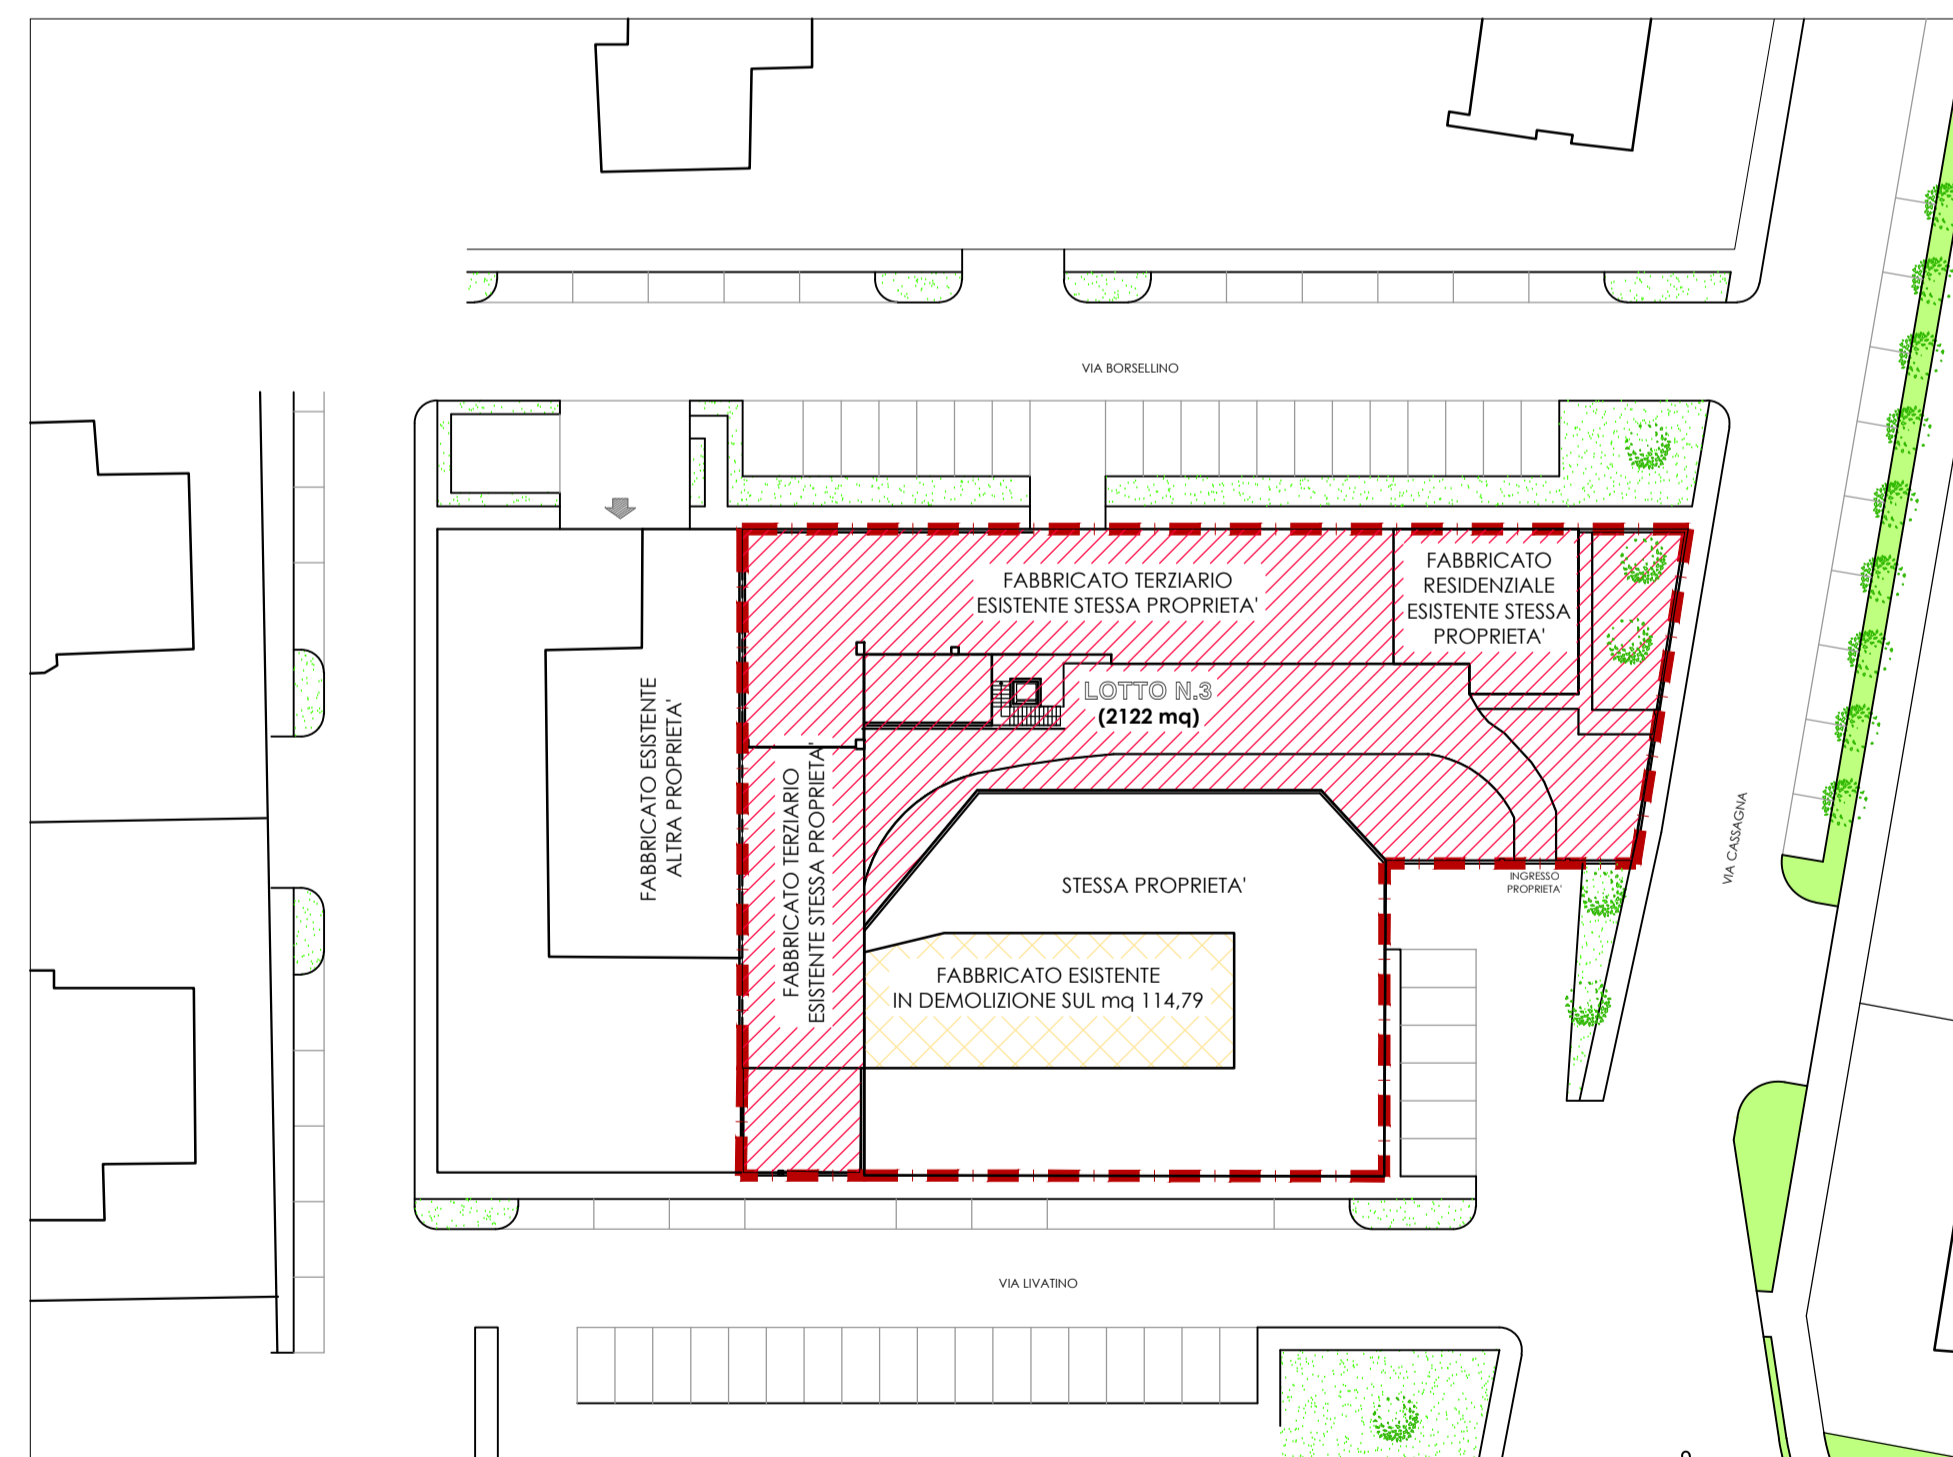 VIA BORSELLINO
FABBRICATO TERZIARIO
ESISTENTE STESSA PROPRIETA'
FABBRICATO
RESIDENZIALE
ESISTENTE STESSA
PROPRIETA'
LOTTO N.3
(2122 mq)
FABBRICATO ESISTENTE
ALTRA PROPRIETA'
FABBRICATO TERZIARIO
ESISTENTE STESSA PROPRIETA'
STESSA PROPRIETA'
INGRESSO
PROPRIETA'
VIA CASSAGNA
FABBRICATO ESISTENTE
IN DEMOLIZIONE SUL mq 114,79
VIA LIVATINO